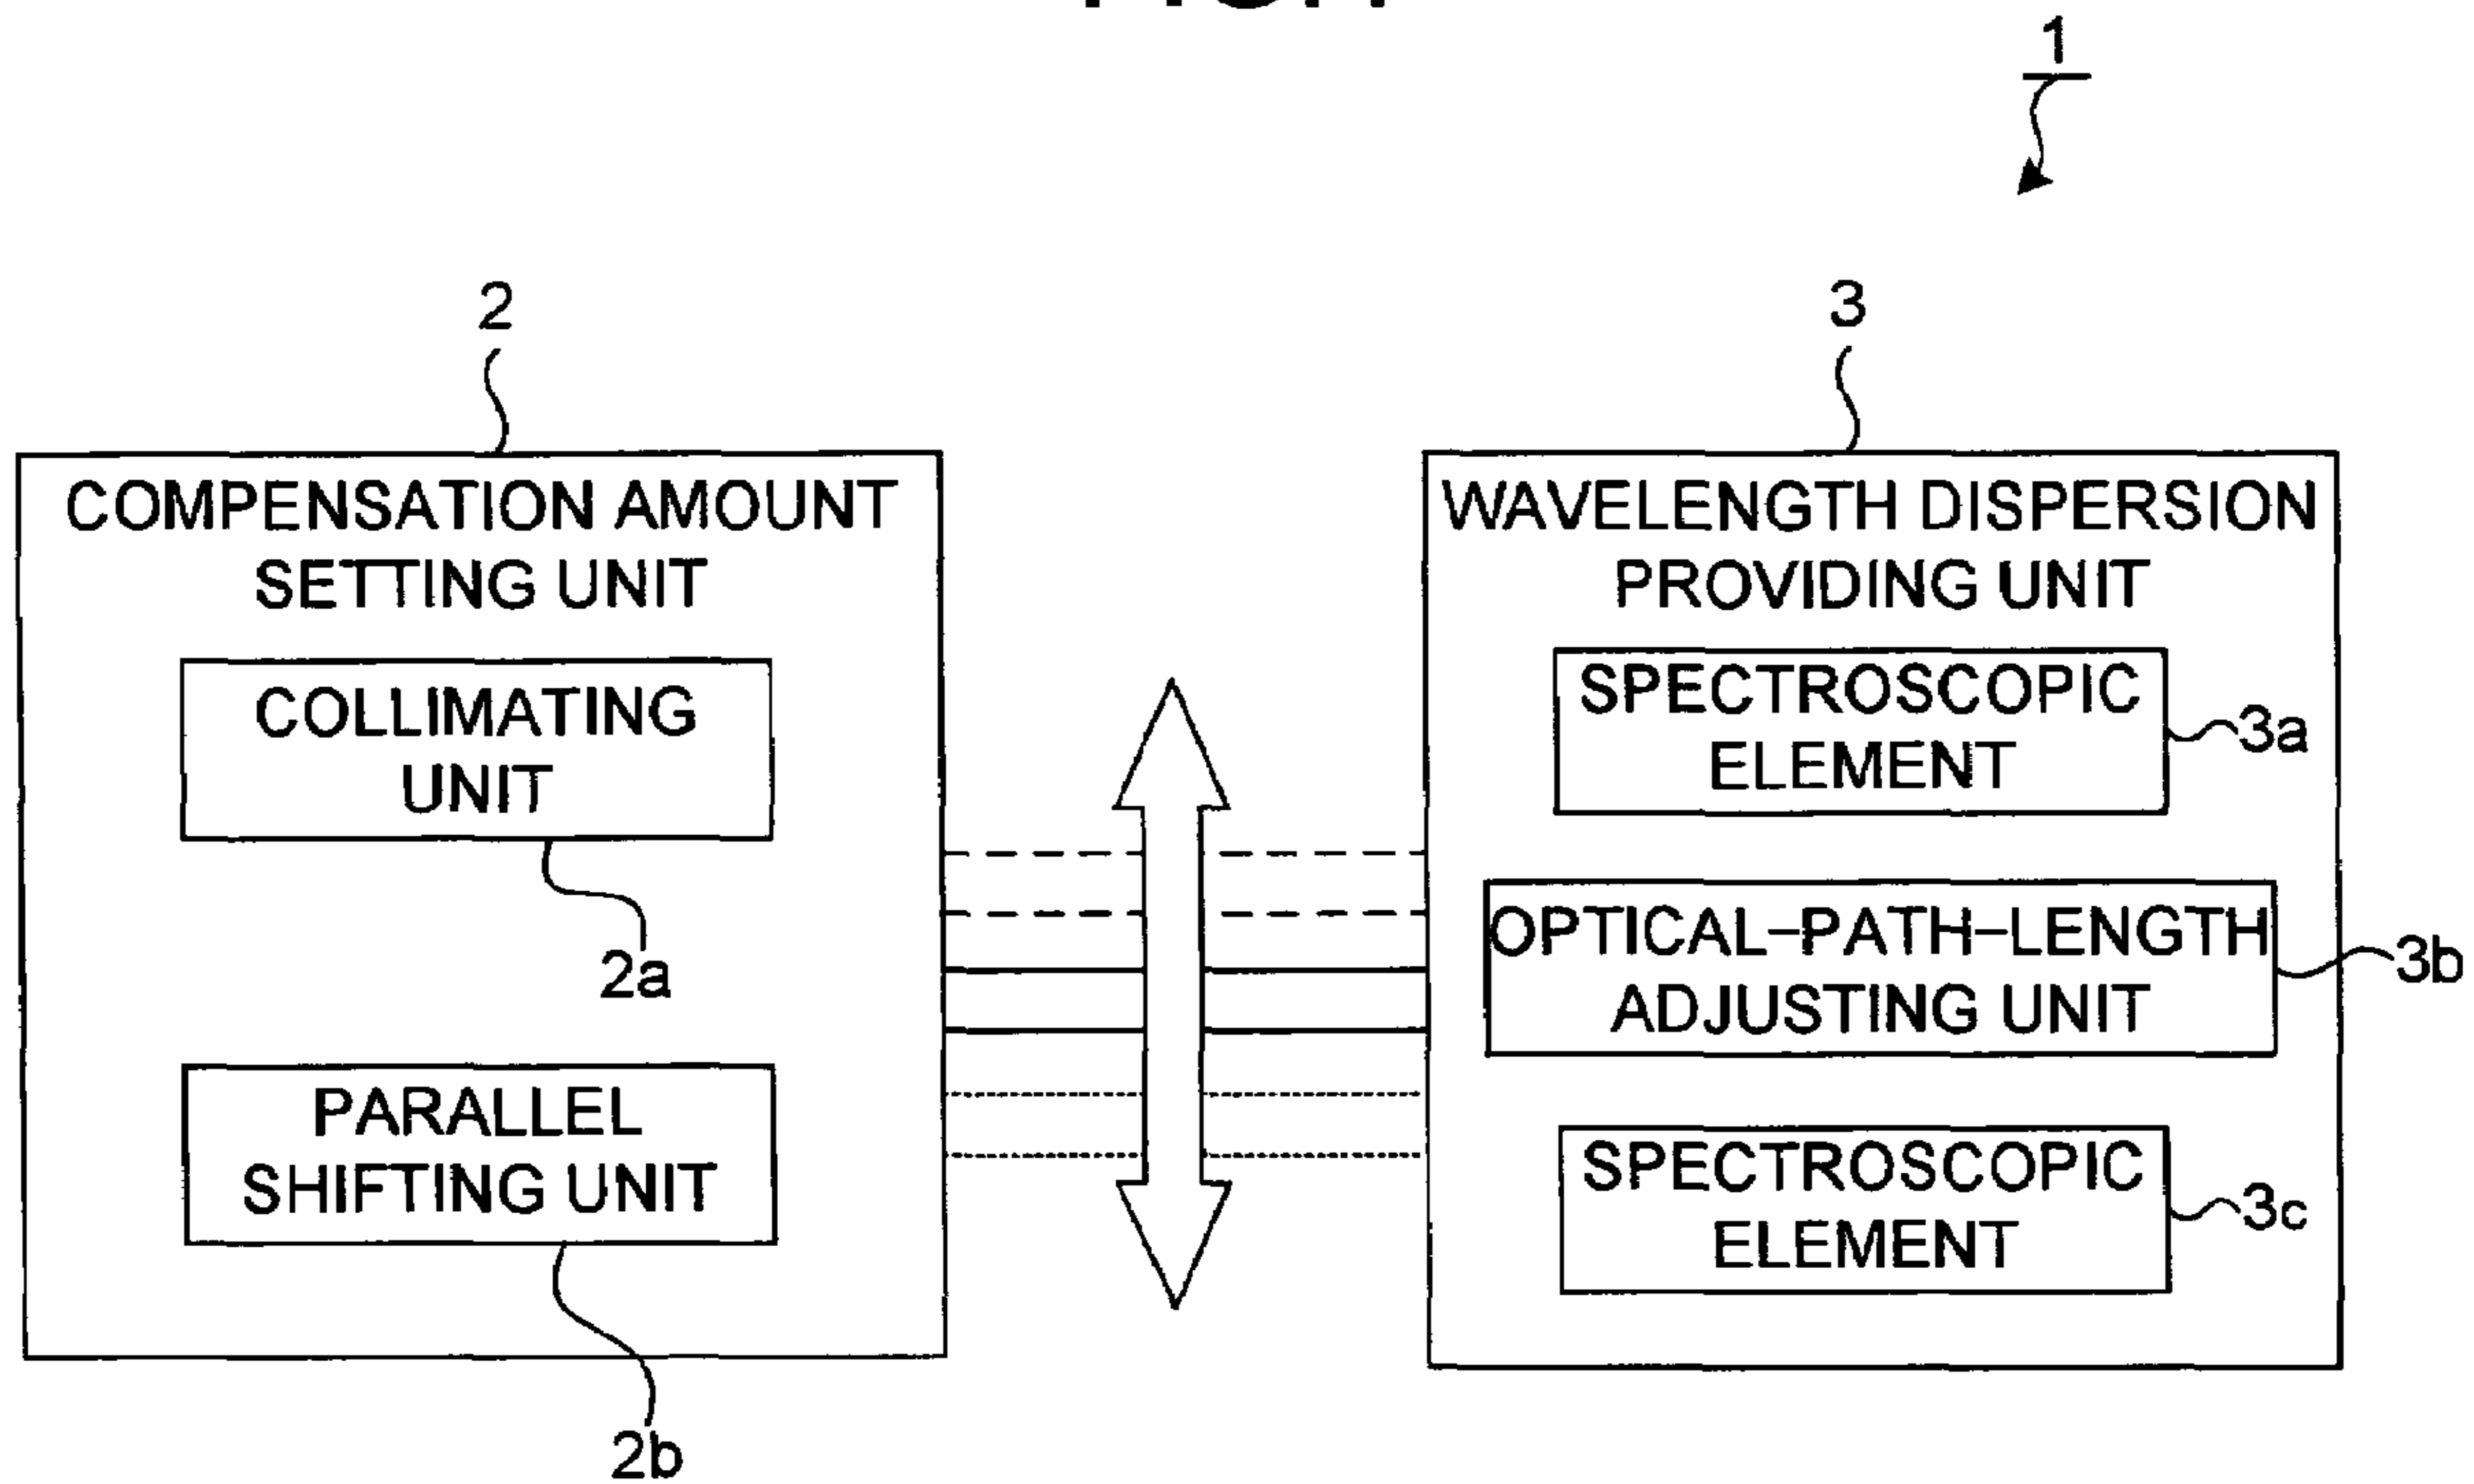 1
2
3
COMPENSATION AMOUNT
SETTING UNIT
COLLIMATING
UNIT
2a
PARALLEL
SHIFTING UNIT
2b
WAVELENGTH DISPERSION
PROVIDING UNIT
SPECTROSCOPIC
ELEMENT
3a
OPTICAL-PATH-LENGTH
ADJUSTING UNIT
3b
SPECTROSCOPIC
ELEMENT
3c